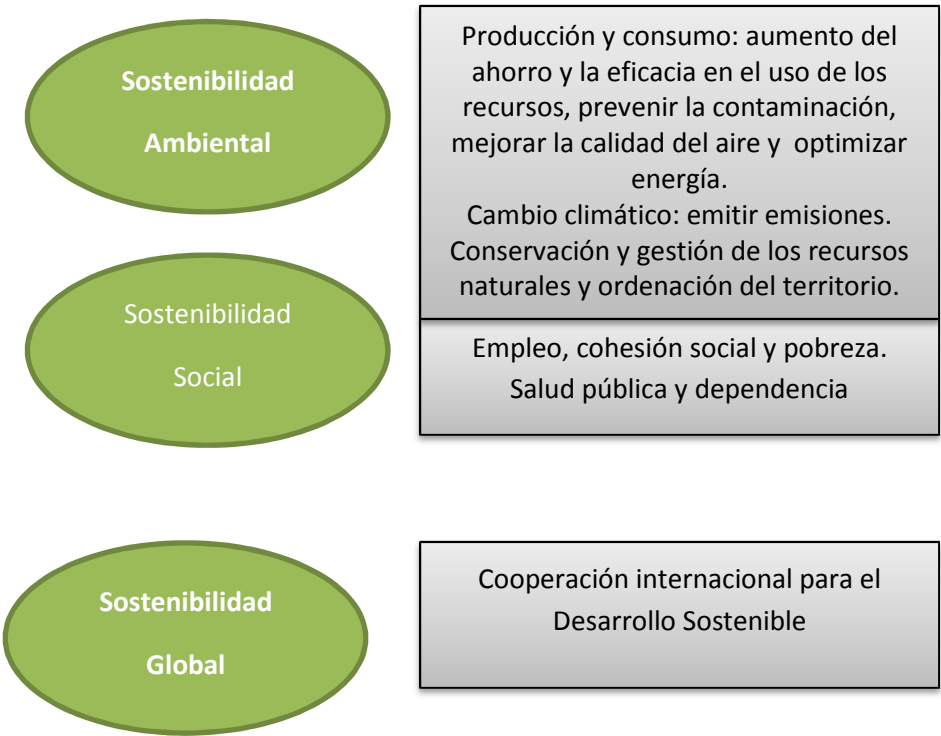 Sostenibilidad
Ambiental
Producción y consumo: aumento del
ahorro y la eficacia en el uso de los
recursos, prevenir la contaminación,
mejorar la calidad del aire y optimizar
energía.
Cambio climático: emitir emisiones.
Conservación y gestión de los recursos
naturales y ordenación del territorio.
Sostenibilidad
Social
Empleo, cohesión social y pobreza.
Salud pública y dependencia
Sostenibilidad
Global
Cooperación internacional para el
Desarrollo Sostenible